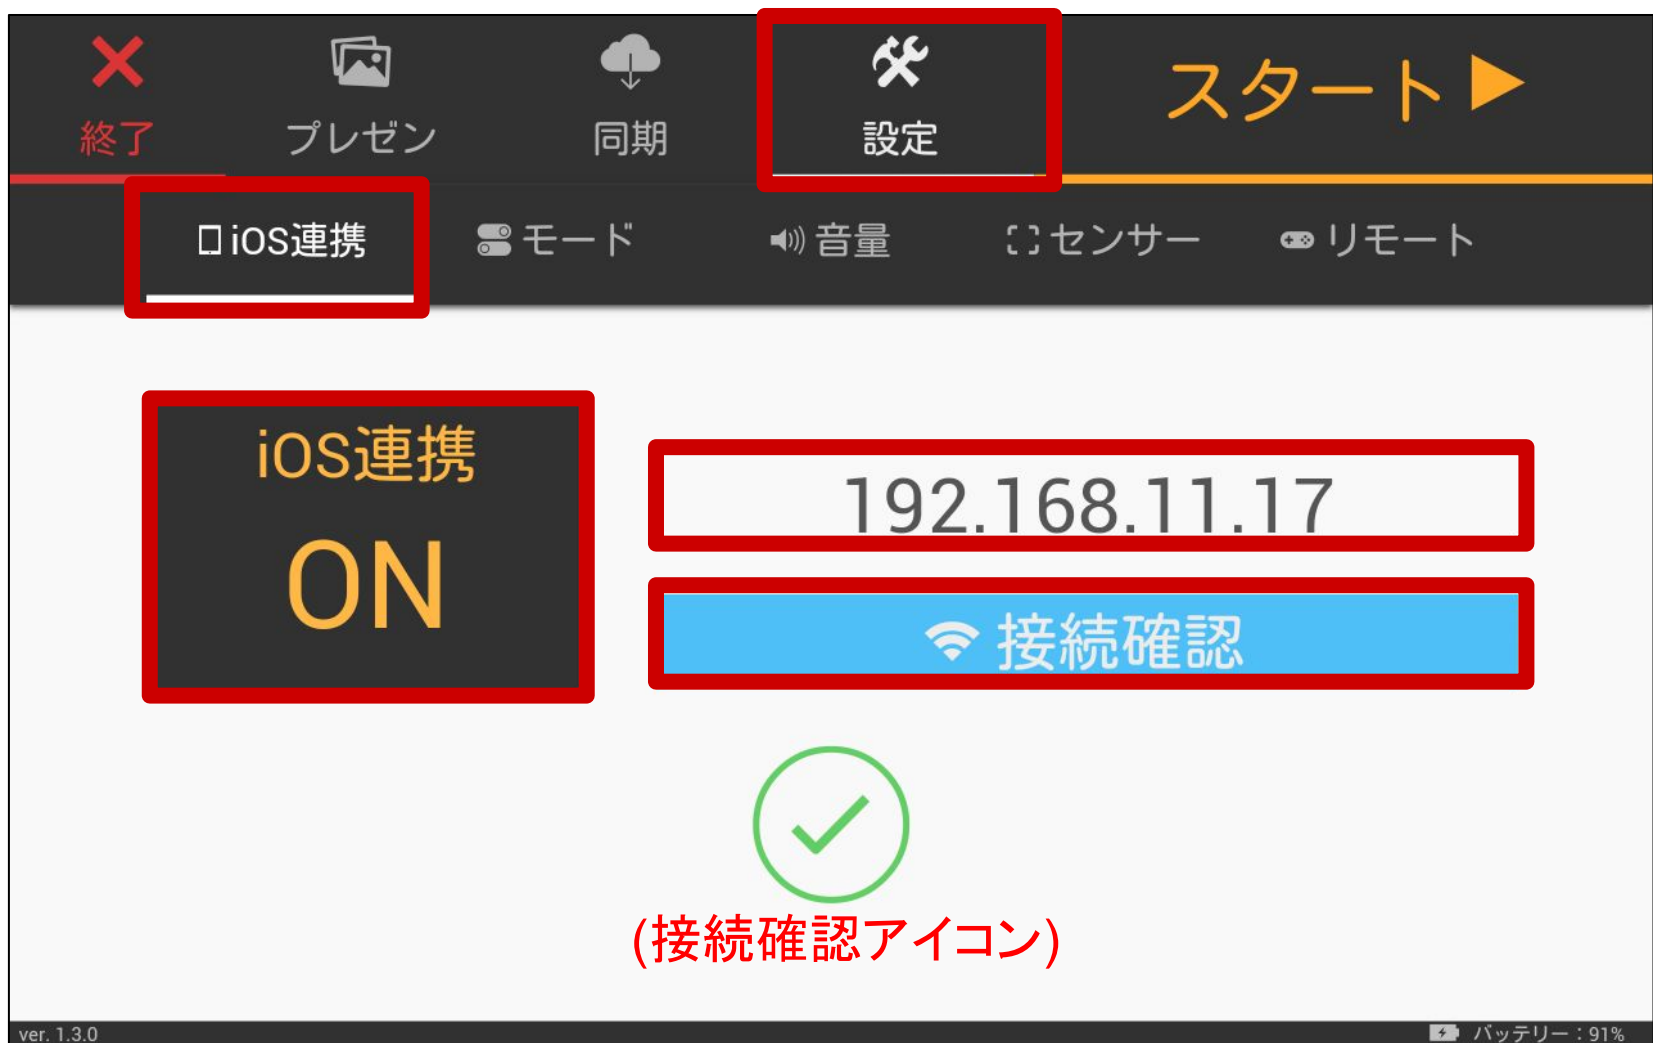 終了 プレゼン 同期 設定 スタート
iOS連携 モード 音量 センサー リモート
iOS連携
ON
192.168.11.17
接続確認
(接続確認アイコン)
ver. 1.3.0 バッテリー：91%